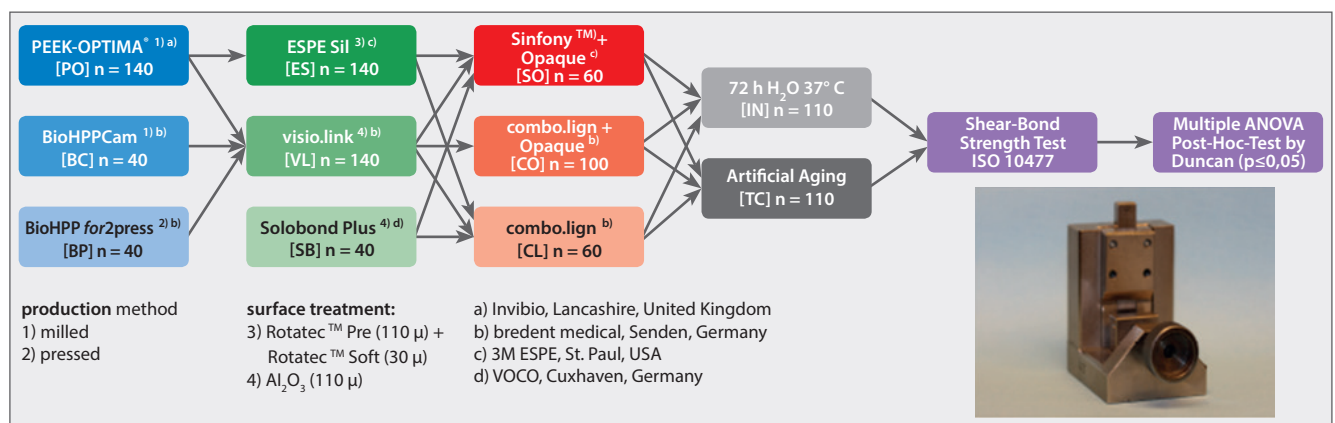 PEEK-OPTIMA® 1) a)
[PO] n = 140
BioHPPCam 1) b)
[BC] n = 40
BioHPP for2press 2) b)
[BP] n = 40
ESPE Sil 3) c)
[ES] n = 140
visio.link 4) b)
[VL] n = 140
Solobond Plus 4) d)
[SB] n = 40
Sinfony TM)+
Opaque c)
[SO] n = 60
combo.lign +
Opaque b)
[CO] n = 100
combo.lign b)
[CL] n = 60
72 h H₂O 37° C
[IN] n = 110
Artificial Aging
[TC] n = 110
Shear-Bond
Strength Test
ISO 10477
Multiple ANOVA
Post-Hoc-Test by
Duncan (p≤0,05)
production method
1) milled
2) pressed
surface treatment:
3) Rotatec™ Pre (110 µ) +
Rotatec™ Soft (30 µ)
4) Al₂O₃ (110 µ)
a) Invibio, Lancashire, United Kingdom
b) bredent medical, Senden, Germany
c) 3M ESPE, St. Paul, USA
d) VOCO, Cuxhaven, Germany